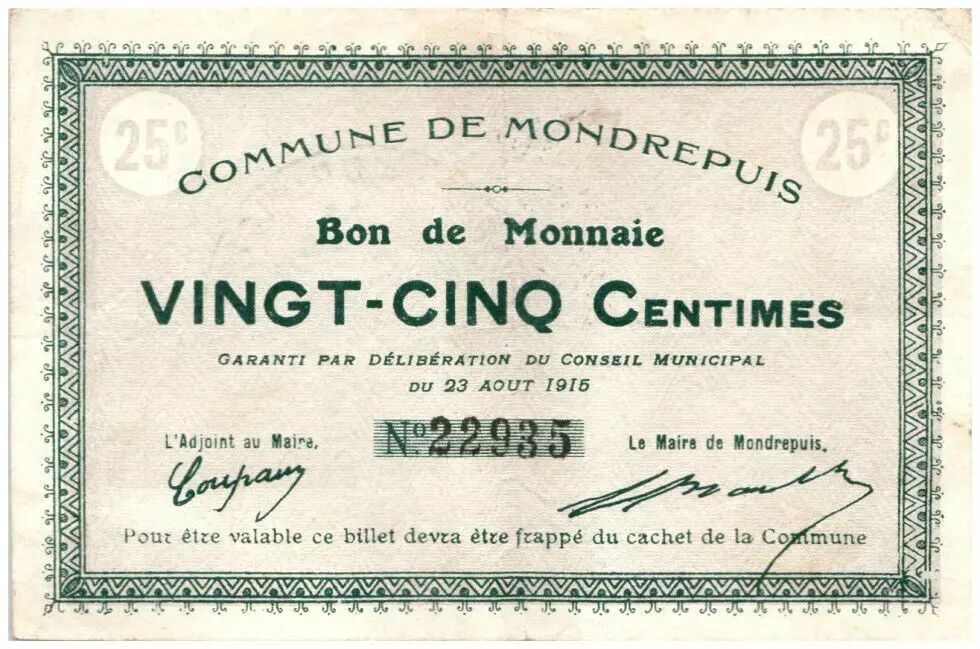 25c 25c
COMMUNE DE MONDREPUIS
Bon de Monnaie
VINGT-CINQ CENTIMES
GARANTI PAR DÉLIBÉRATION DU CONSEIL MUNICIPAL
DU 23 AOUT 1915
L'Adjoint au Maire, No 22935 Le Maire de Mondrepuis,
Pour être valable ce billet devra être frappé du cachet de la Commune